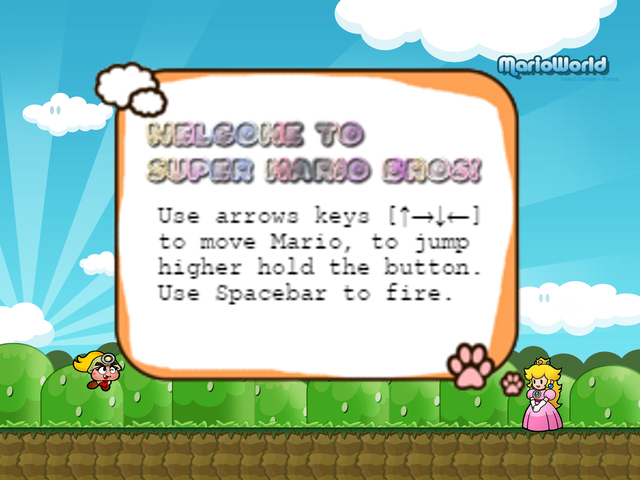 MarioWorld
WELCOME TO
SUPER MARIO BROS!
Use arrows keys [↑→↓←]
to move Mario, to jump
higher hold the button.
Use Spacebar to fire.